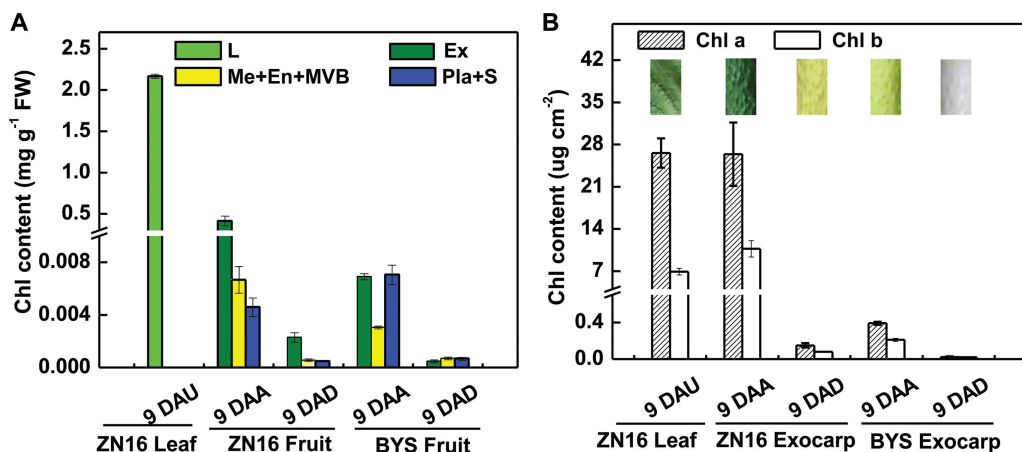 A
Chl content (mg g⁻¹ FW)
2.5
2.0
1.5
1.0
0.5
0.008
0.004
0.000
L
Ex
Me+En+MVB
Pla+S
9 DAU
9 DAA
9 DAD
9 DAA
9 DAD
ZN16 Leaf
ZN16 Fruit
BYS Fruit
B
Chl content (ug cm⁻²)
42
35
28
21
14
7
0.4
0.0
Chl a
Chl b
9 DAU
9 DAA
9 DAD
9 DAA
9 DAD
ZN16 Leaf
ZN16 Exocarp
BYS Exocarp